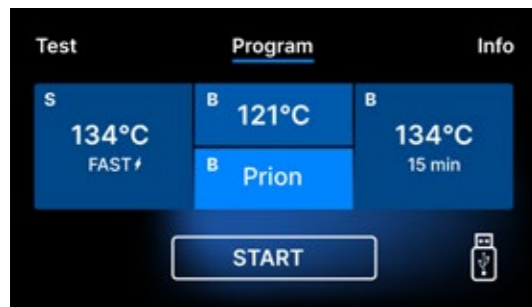 Test Program Info
S
134°C
FAST
B 121°C
B Prion
B
134°C
15 min
START